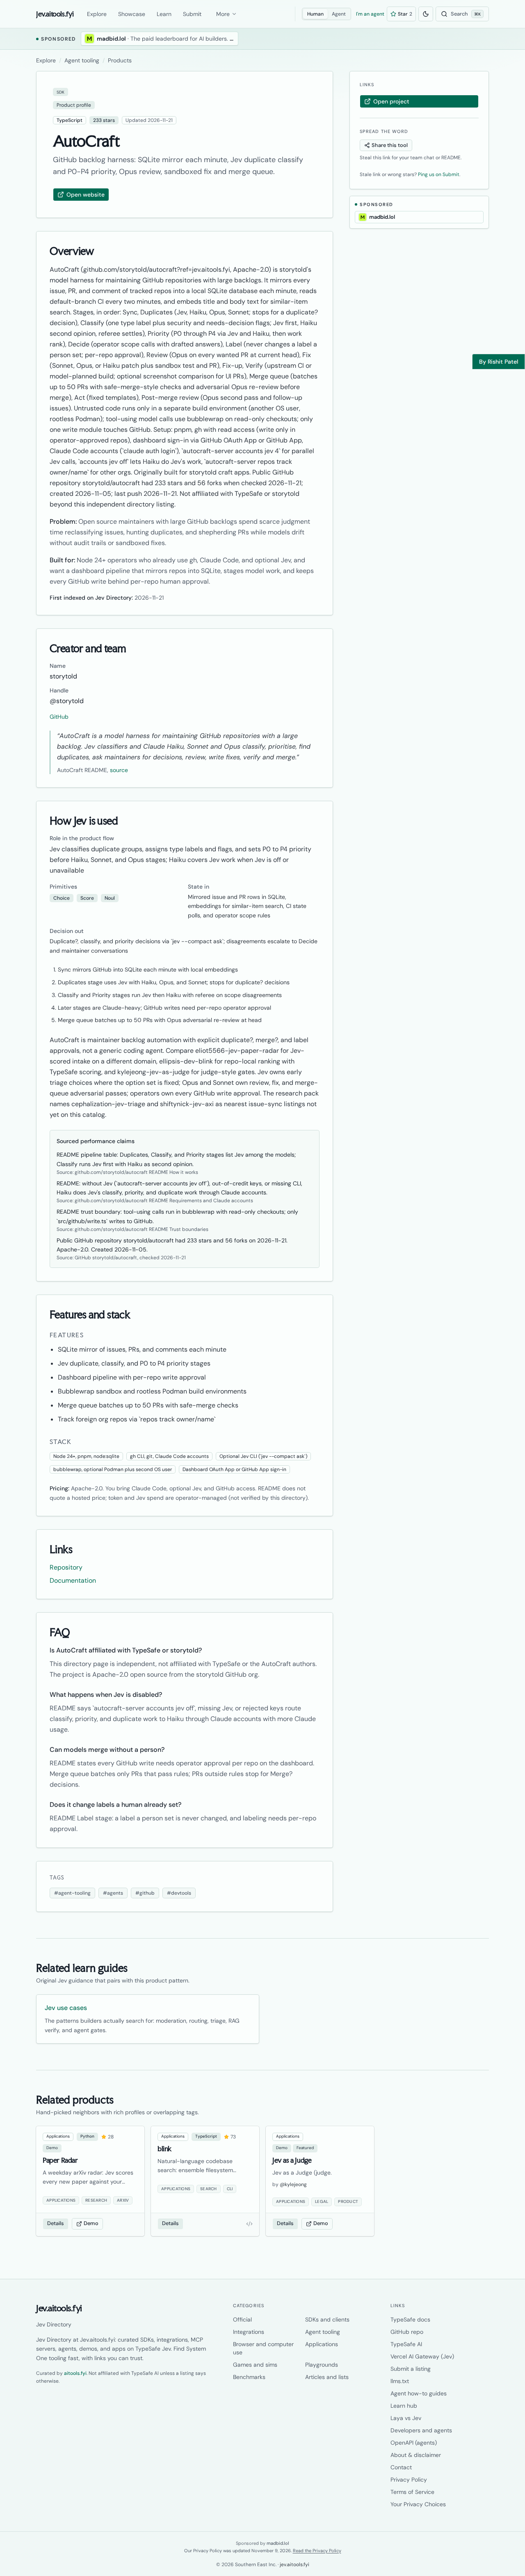 Jev.aitools.fyi Explore Showcase Learn Submit More Human Agent I'm an agent Star 2 Search ⌘K
SPONSORED M madbid.lol The paid leaderboard for AI builders. ...
Explore / Agent tooling / Products
SDK
Product profile
TypeScript 233 stars Updated 2026-11-21
AutoCraft
GitHub backlog harness: SQLite mirror each minute, Jev duplicate classify and P0-P4 priority, Opus review, sandboxed fix and merge queue.
Open website
LINKS
Open project
SPREAD THE WORD
Share this tool
Steal this link for your team chat or README.
Stale link or wrong stars? Ping us on Submit.
SPONSORED
M madbid.lol
By Rishit Patel
Overview
AutoCraft (github.com/storytold/autocraft?ref=jev.aitools.fyi, Apache-2.0) is storytold's
model harness for maintaining GitHub repositories with large backlogs. It mirrors every
issue, PR, and comment of tracked repos into a local SQLite database each minute, reads
default-branch CI every two minutes, and embeds title and body text for similar-item
search. Stages, in order: Sync, Duplicates (Jev, Haiku, Opus, Sonnet; stops for a duplicate?
decision), Classify (one type label plus security and needs-decision flags; Jev first, Haiku
second opinion, referee settles), Priority (P0 through P4 via Jev and Haiku, then work
rank), Decide (operator scope calls with drafted answers), Label (never changes a label a
person set; per-repo approval), Review (Opus on every wanted PR at current head), Fix
(Sonnet, Opus, or Haiku patch plus sandbox test and PR), Fix-up, Verify (upstream CI or
model-planned build; optional screenshot comparison for UI PRs), Merge queue (batches
up to 50 PRs with safe-merge-style checks and adversarial Opus re-review before
merge), Act (fixed templates), Post-merge review (Opus second pass and follow-up
issues). Untrusted code runs only in a separate build environment (another OS user,
rootless Podman); tool-using model calls use bubblewrap on read-only checkouts; only
one write module touches GitHub. Setup: pnpm, gh with read access (write only in
operator-approved repos), dashboard sign-in via GitHub OAuth App or GitHub App,
Claude Code accounts ('claude auth login'), 'autocraft-server accounts jev 4' for parallel
Jev calls, 'accounts jev off' lets Haiku do Jev's work, 'autocraft-server repos track
owner/name' for other orgs. Originally built for storytold craft apps. Public GitHub
repository storytold/autocraft had 233 stars and 56 forks when checked 2026-11-21;
created 2026-11-05; last push 2026-11-21. Not affiliated with TypeSafe or storytold
beyond this independent directory listing.
Problem: Open source maintainers with large GitHub backlogs spend scarce judgment
time reclassifying issues, hunting duplicates, and shepherding PRs while models drift
without audit trails or sandboxed fixes.
Built for: Node 24+ operators who already use gh, Claude Code, and optional Jev, and
want a dashboard pipeline that mirrors repos into SQLite, stages model work, and keeps
every GitHub write behind per-repo human approval.
First indexed on Jev Directory: 2026-11-21
Creator and team
Name
storytold
Handle
@storytold
GitHub
"AutoCraft is a model harness for maintaining GitHub repositories with a large
backlog. Jev classifiers and Claude Haiku, Sonnet and Opus classify, prioritise, find
duplicates, ask maintainers for decisions, review, write fixes, verify and merge."
AutoCraft README, source
How Jev is used
Role in the product flow
Jev classifies duplicate groups, assigns type labels and flags, and sets P0 to P4 priority
before Haiku, Sonnet, and Opus stages; Haiku covers Jev work when Jev is off or
unavailable
Primitives
Choice Score Noul
State in
Mirrored issue and PR rows in SQLite,
embeddings for similar-item search, CI state
polls, and operator scope rules
Decision out
Duplicate?, classify, and priority decisions via `jev --compact ask`; disagreements escalate to Decide
and maintainer conversations
1. Sync mirrors GitHub into SQLite each minute with local embeddings
2. Duplicates stage uses Jev with Haiku, Opus, and Sonnet; stops for duplicate? decisions
3. Classify and Priority stages run Jev then Haiku with referee on scope disagreements
4. Later stages are Claude-heavy; GitHub writes need per-repo operator approval
5. Merge queue batches up to 50 PRs with Opus adversarial re-review at head
AutoCraft is maintainer backlog automation with explicit duplicate?, merge?, and label
approvals, not a generic coding agent. Compare eliot5566-jev-paper-radar for Jev-
scored intake on a different domain, ellipsis-dev-blink for repo-local ranking with
TypeSafe scoring, and kylejeong-jev-as-judge for judge-style gates. Jev owns early
triage choices where the option set is fixed; Opus and Sonnet own review, fix, and merge-
queue adversarial passes; operators own every GitHub write approval. The research pack
names cephalization-jev-triage and shiftynick-jev-axi as nearest issue-sync listings not
yet on this catalog.
Sourced performance claims
README pipeline table: Duplicates, Classify, and Priority stages list Jev among the models;
Classify runs Jev first with Haiku as second opinion.
Source: github.com/storytold/autocraft README How it works
README: without Jev ('autocraft-server accounts jev off'), out-of-credit keys, or missing CLI,
Haiku does Jev's classify, priority, and duplicate work through Claude accounts.
Source: github.com/storytold/autocraft README Requirements and Claude accounts
README trust boundary: tool-using calls run in bubblewrap with read-only checkouts; only
`src/github/write.ts` writes to GitHub.
Source: github.com/storytold/autocraft README Trust boundaries
Public GitHub repository storytold/autocraft had 233 stars and 56 forks on 2026-11-21.
Apache-2.0. Created 2026-11-05.
Source: GitHub storytold/autocraft, checked 2026-11-21
Features and stack
FEATURES
• SQLite mirror of issues, PRs, and comments each minute
• Jev duplicate, classify, and P0 to P4 priority stages
• Dashboard pipeline with per-repo write approval
• Bubblewrap sandbox and rootless Podman build environments
• Merge queue batches up to 50 PRs with safe-merge checks
• Track foreign org repos via 'repos track owner/name'
STACK
Node 24+, pnpm, node:sqlite gh CLI, git, Claude Code accounts Optional Jev CLI ('jev --compact ask')
bubblewrap, optional Podman plus second OS user Dashboard OAuth App or GitHub App sign-in
Pricing: Apache-2.0. You bring Claude Code, optional Jev, and GitHub access. README does not
quote a hosted price; token and Jev spend are operator-managed (not verified by this directory).
Links
Repository
Documentation
FAQ
Is AutoCraft affiliated with TypeSafe or storytold?
This directory page is independent, not affiliated with TypeSafe or the AutoCraft authors.
The project is Apache-2.0 open source from the storytold GitHub org.
What happens when Jev is disabled?
README says 'autocraft-server accounts jev off', missing Jev, or rejected keys route
classify, priority, and duplicate work to Haiku through Claude accounts with more Claude
usage.
Can models merge without a person?
README states every GitHub write needs operator approval per repo on the dashboard.
Merge queue batches only PRs that pass rules; PRs outside rules stop for Merge?
decisions.
Does it change labels a human already set?
README Label stage: a label a person set is never changed, and labeling needs per-repo
approval.
TAGS
#agent-tooling #agents #github #devtools
Related learn guides
Original Jev guidance that pairs with this product pattern.
Jev use cases
The patterns builders actually search for: moderation, routing, triage, RAG
verify, and agent gates.
Related products
Hand-picked neighbors with rich profiles or overlapping tags.
Applications Python 28
Demo
Paper Radar
A weekday arXiv radar: Jev scores
every new paper against your...
APPLICATIONS RESEARCH ARXIV
Details Demo
Applications TypeScript 73
blink
Natural-language codebase
search: ensemble filesystem...
APPLICATIONS SEARCH CLI
Details </>
Applications
Demo Featured
Jev as a Judge
Jev as a Judge (judge.
by @kylejeong
APPLICATIONS LEGAL PRODUCT
Details Demo
Jev.aitools.fyi
Jev Directory
Jev Directory at Jev.aitools.fyi: curated SDKs, integrations, MCP
servers, agents, demos, and apps on TypeSafe Jev. Find System
One tooling fast, with links you can trust.
Curated by aitools.fyi. Not affiliated with TypeSafe AI unless a listing says
otherwise.
CATEGORIES
Official SDKs and clients
Integrations Agent tooling
Browser and computer use Applications
Games and sims Playgrounds
Benchmarks Articles and lists
LINKS
TypeSafe docs
GitHub repo
TypeSafe AI
Vercel AI Gateway (Jev)
Submit a listing
llms.txt
Agent how-to guides
Learn hub
Laya vs Jev
Developers and agents
OpenAPI (agents)
About & disclaimer
Contact
Privacy Policy
Terms of Service
Your Privacy Choices
Sponsored by madbid.lol
Our Privacy Policy was updated November 9, 2026. Read the Privacy Policy
© 2026 Southern East Inc. · jev.aitools.fyi